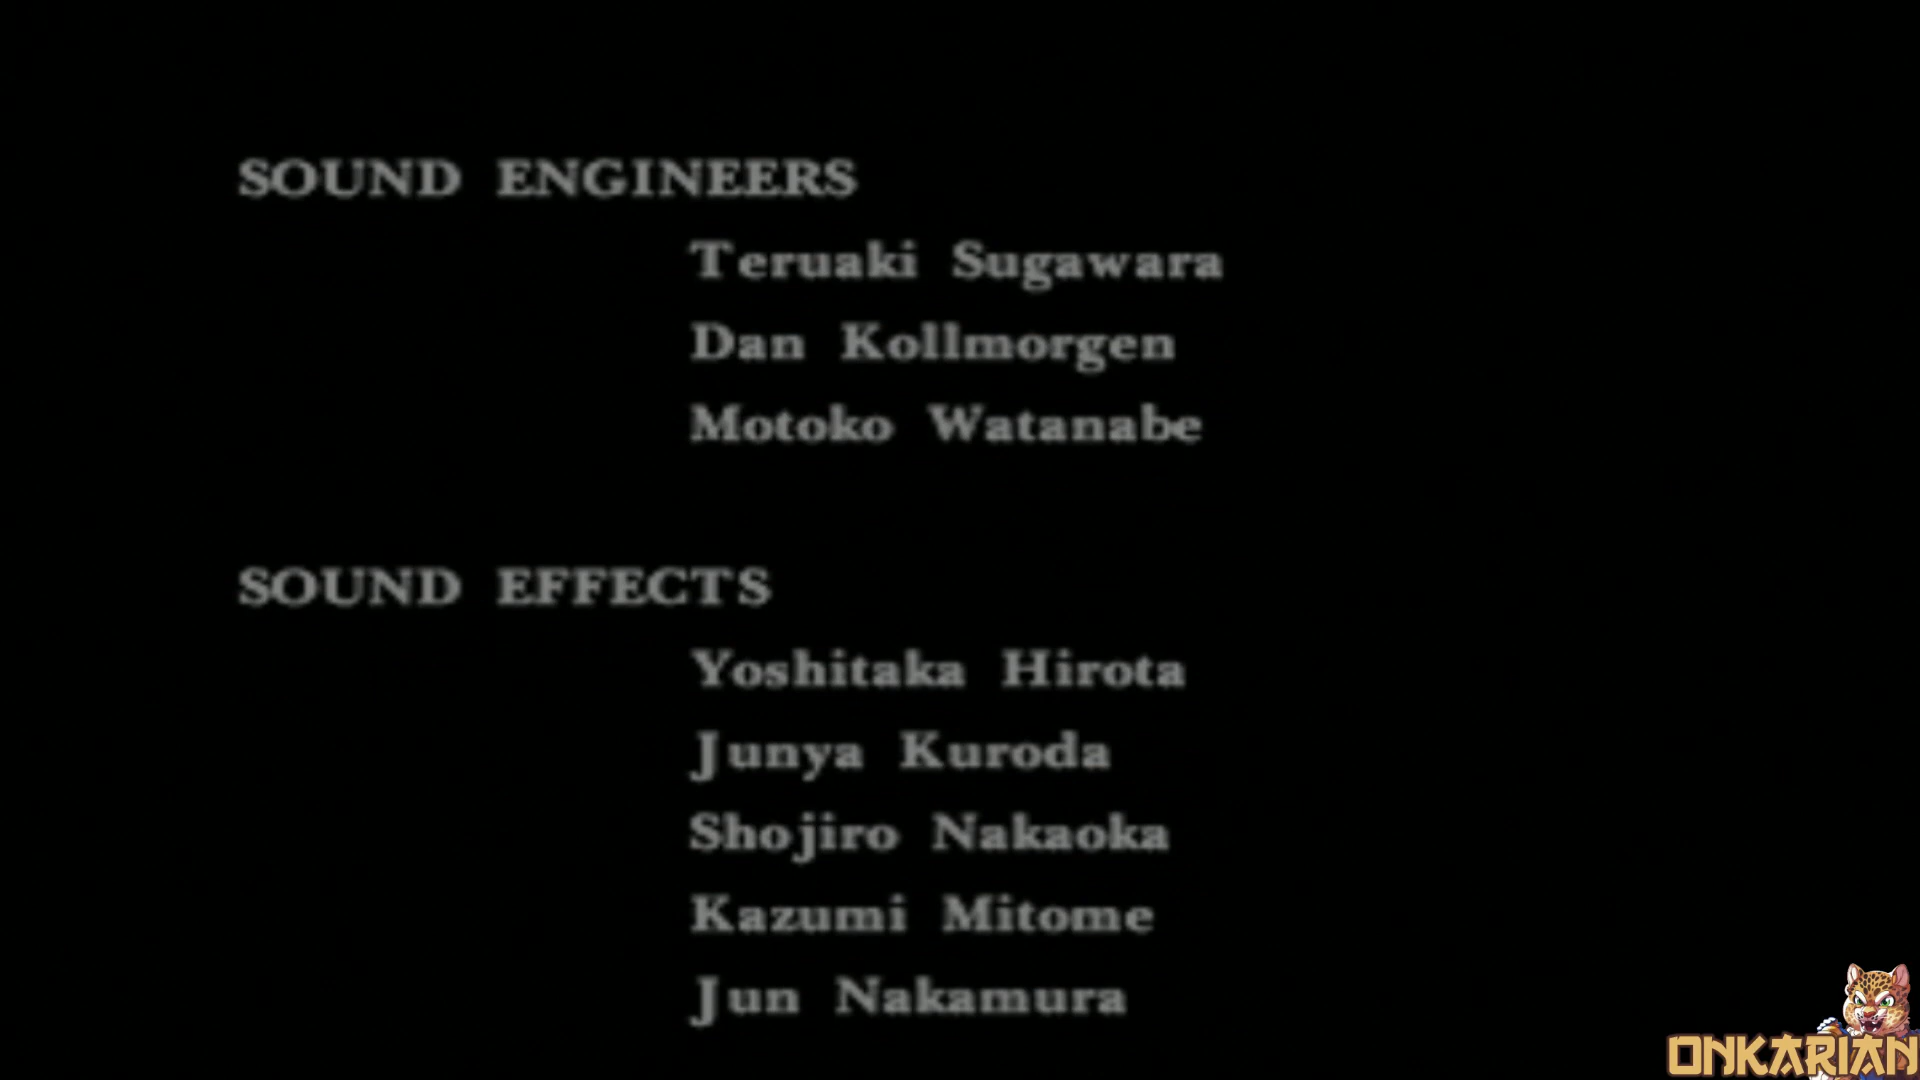 SOUND ENGINEERS
Teruaki Sugawara
Dan Kollmorgen
Motoko Watanabe
SOUND EFFECTS
Yoshitaka Hirota
Junya Kuroda
Shojiro Nakaoka
Kazumi Mitome
Jun Nakamura
ONKARIAN